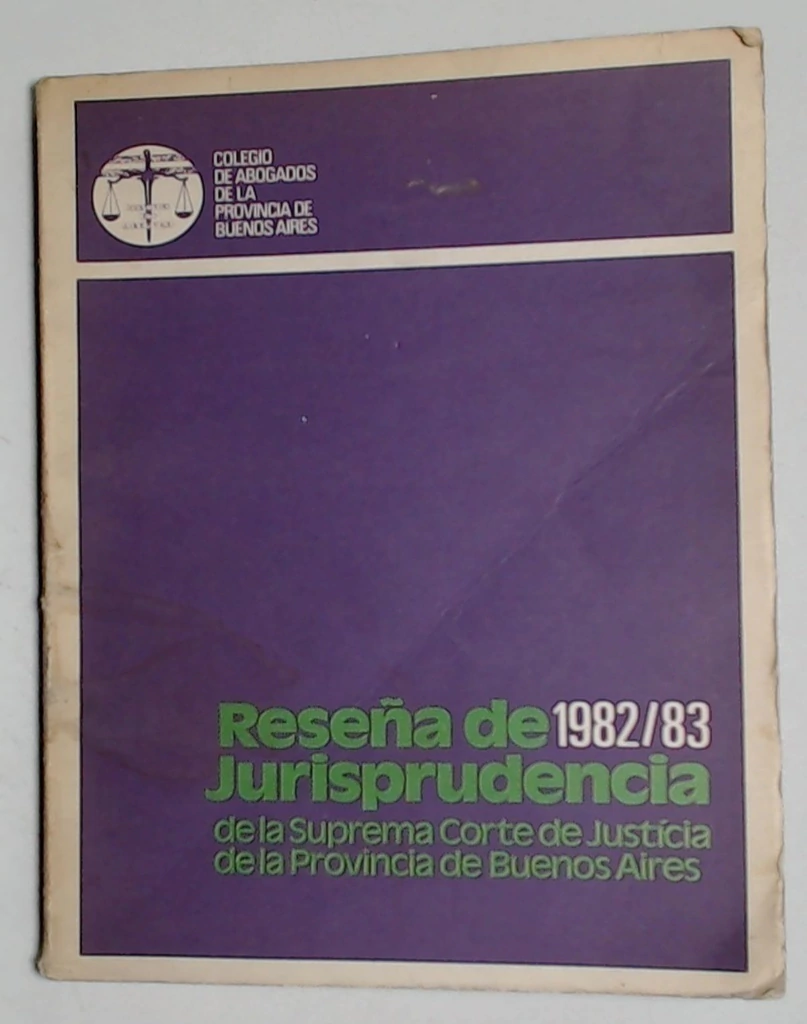 COLEGIO
DE ABOGADOS
DE LA
PROVINCIA DE
BUENOS AIRES
Reseña de 1982/83
Jurisprudencia
de la Suprema Corte de Justícia
de la Provincia de Buenos Aires